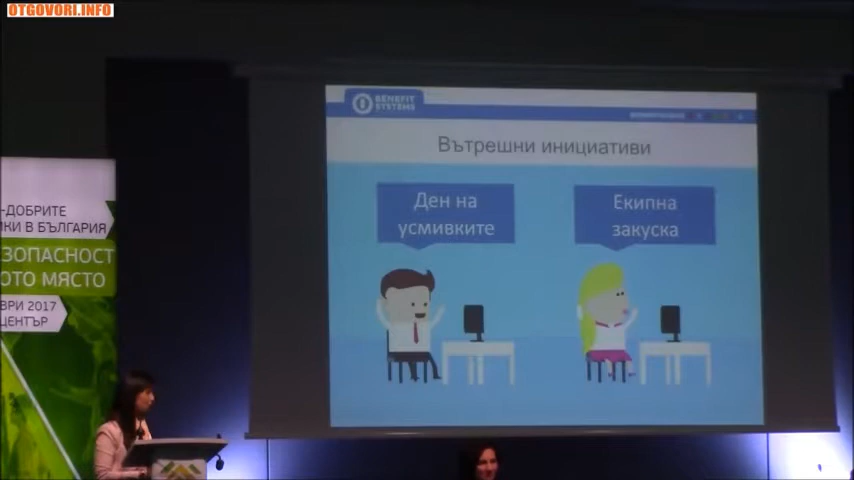 OTGOVORI.INFO
BENEFIT
SYSTEMS
Вътрешни инициативи
Ден на
усмивките
Екипна
закуска
-ДОБРИТЕ
ИКИ В БЪЛГАРИЯ
ЗОПАСНОСТ
ОТО МЯСТО
ВРИ 2017
ЦЕНТЪР